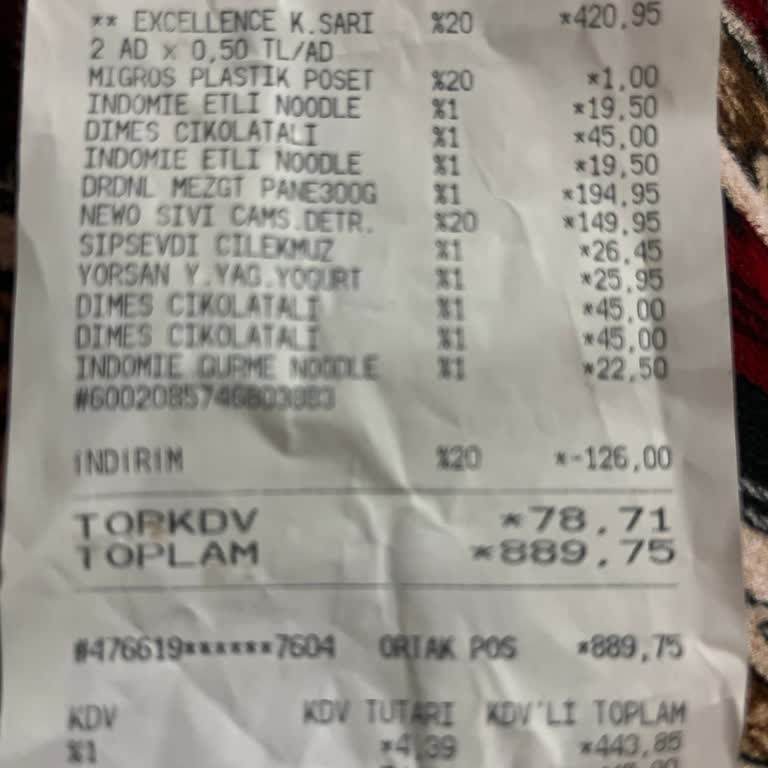 ** EXCELLENCE K.SARI %20 *420,95
2 AD x 0,50 TL/AD
MIGROS PLASTİK POSET %20 *1,00
INDOMIE ETLİ NOODLE %1 *19,50
DIMES CIKOLATALI %1 *45,00
INDOMIE ETLİ NOODLE %1 *19,50
DRDNL MEZGT PANE300G %1 *194,95
NEWO SIVI CAMS.DETR. %20 *149,95
SIPSEVDI CILEKMUZ %1 *26,45
YORSAN Y.YAG.YOGURT %1 *25,95
DIMES CIKOLATALI %1 *45,00
DIMES CIKOLATALI %1 *45,00
INDOMIE DURME NOODLE %1 *22,50
İNDİRİM %20 *-126,00
TOPKDV *78,71
TOPLAM *889,75
#476619******7604 ORTAK POS *889,75
KDV KDV TUTARI KDV'Lİ TOPLAM
%1 *4,39 *443,85